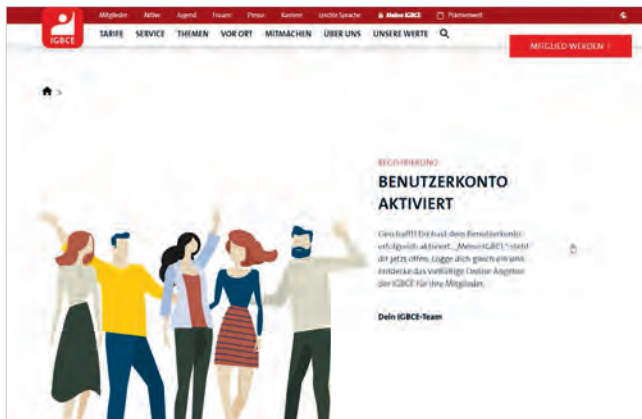 Mitglieder Aktive Jugend Frauen Presse Karriere Leichte Sprache Meine IGBCE Prämienwelt
IGBCE
TARIFE SERVICE THEMEN VOR ORT MITMACHEN ÜBER UNS UNSERE WERTE
MITGLIED WERDEN
REGISTRIERUNG
BENUTZERKONTO
AKTIVIERT
Geschafft! Du hast dein Benutzerkonto
erfolgreich aktiviert. „Meine IGBCE“ steht
dir jetzt offen. Logge dich gleich ein und
entdecke das vielfältige Online-Angebot
der IGBCE für ihre Mitglieder.
Dein IGBCE-Team